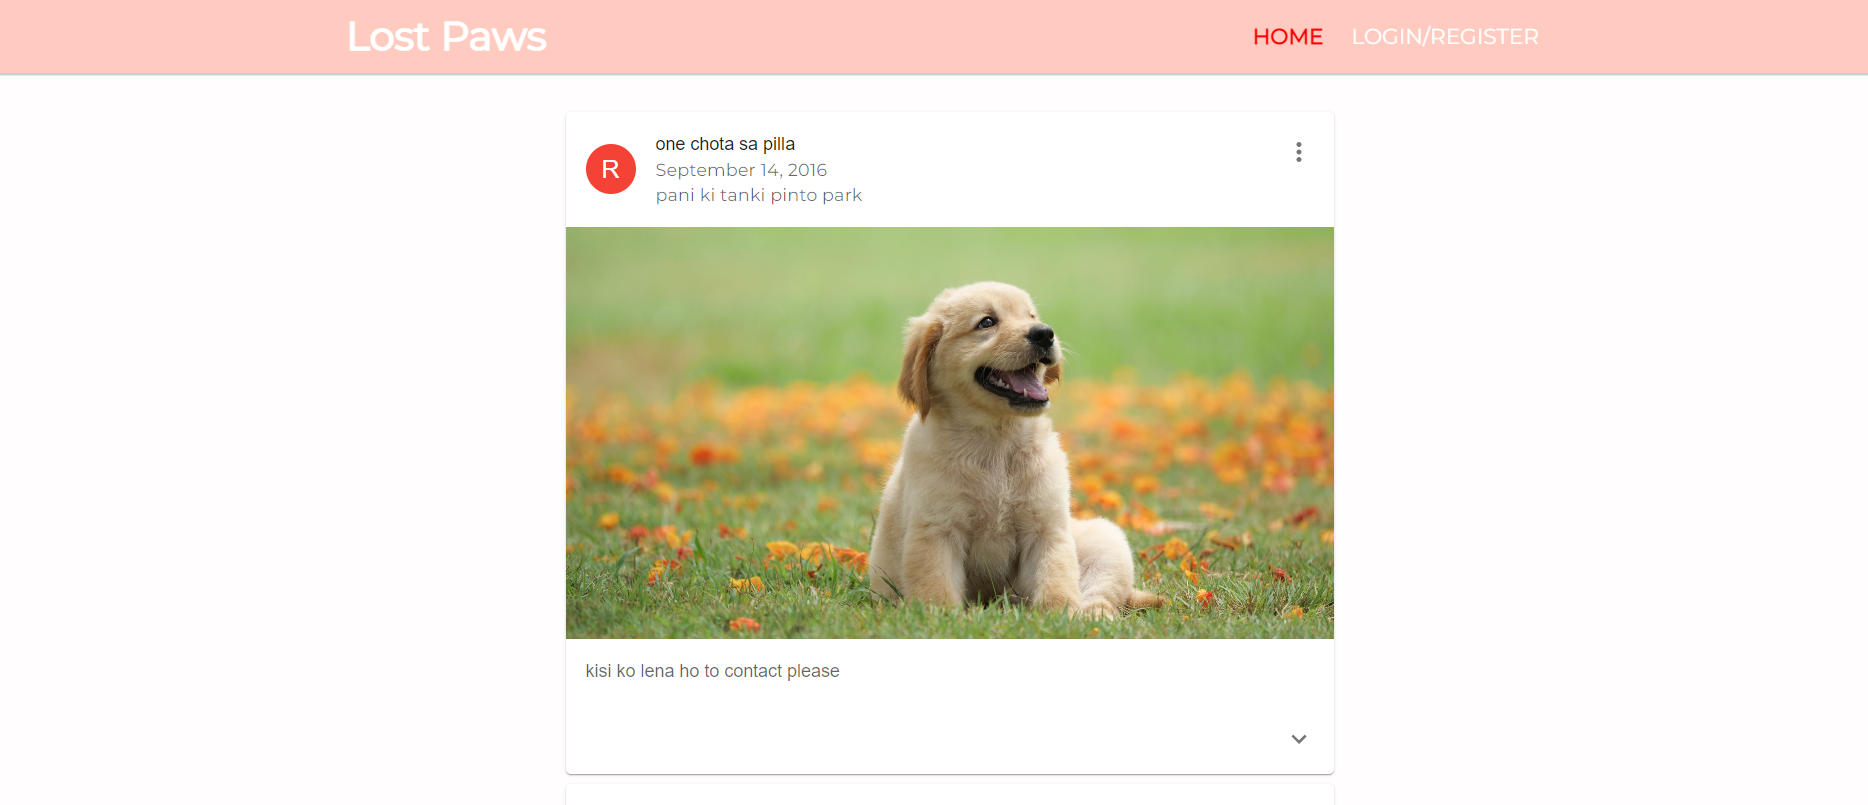 Lost Paws
HOME LOGIN/REGISTER
R
one chota sa pilla
September 14, 2016
pani ki tanki pinto park
kisi ko lena ho to contact please